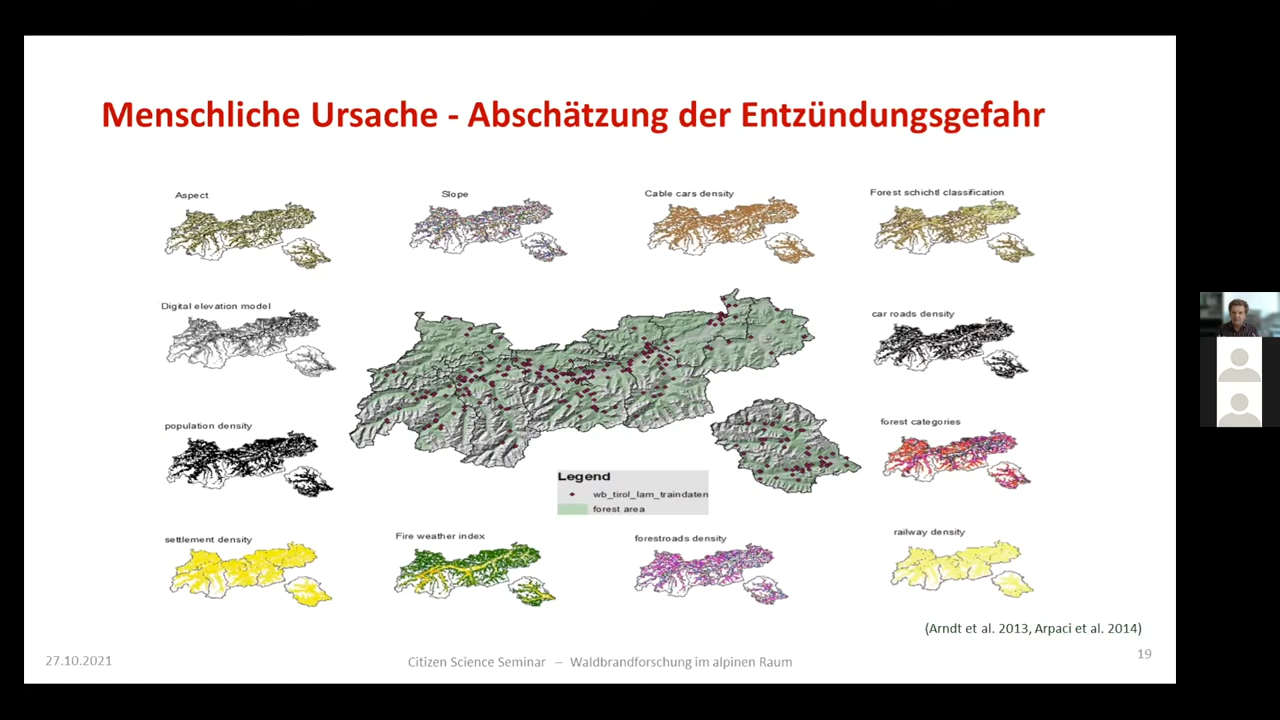 Menschliche Ursache - Abschätzung der Entzündungsgefahr
Aspect
Slope
Cable cars density
Forest schichtl classification
Digital elevation model
car roads density
population density
forest categories
Legend
wb_tirol_lam_traindaten
forest area
settlement density
Fire weather index
forestroads density
railway density
(Arndt et al. 2013, Arpaci et al. 2014)
27.10.2021
Citizen Science Seminar – Waldbrandforschung im alpinen Raum
19